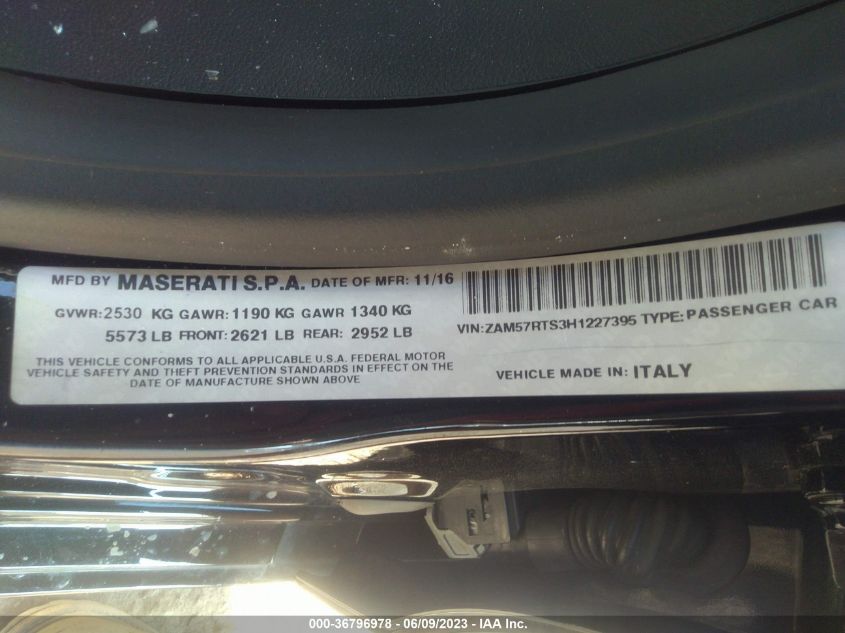 MFD BY MASERATI S.P.A. DATE OF MFR: 11/16
GVWR: 2530 KG GAWR: 1190 KG GAWR 1340 KG
5573 LB FRONT: 2621 LB REAR: 2952 LB
THIS VEHICLE CONFORMS TO ALL APPLICABLE U.S.A. FEDERAL MOTOR
VEHICLE SAFETY AND THEFT PREVENTION STANDARDS IN EFFECT ON THE
DATE OF MANUFACTURE SHOWN ABOVE
VIN: ZAM57RTS3H1227395 TYPE: PASSENGER CAR
VEHICLE MADE IN: ITALY
000-36796978 - 06/09/2023 - IAA Inc.